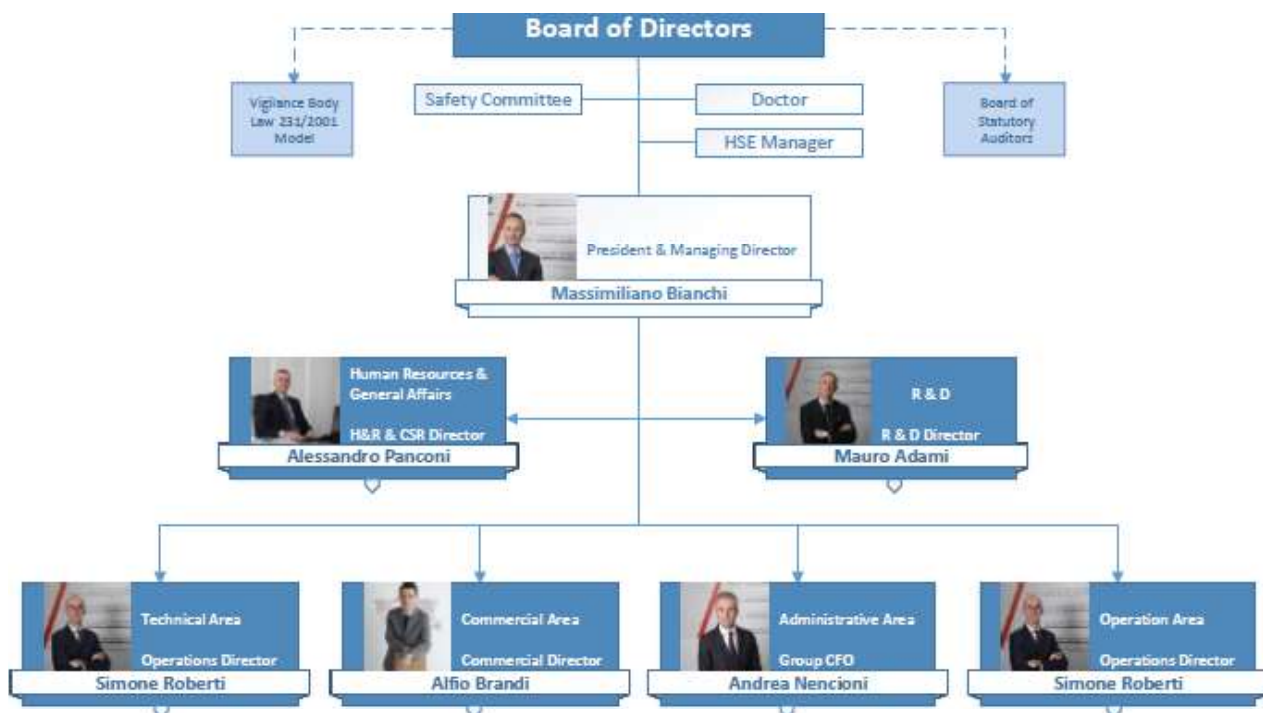 Board of Directors
Vigilance Body
Law 231/2001
Model
Safety Committee
Doctor
HSE Manager
Board of
Statutory
Auditors
President & Managing Director
Massimiliano Bianchi
Human Resources &
General Affairs
H&R & CSR Director
Alessandro Panconi
R & D
R & D Director
Mauro Adami
Technical Area
Operations Director
Simone Roberti
Commercial Area
Commercial Director
Alfio Brandi
Administrative Area
Group CFO
Andrea Nencioni
Operation Area
Operations Director
Simone Roberti